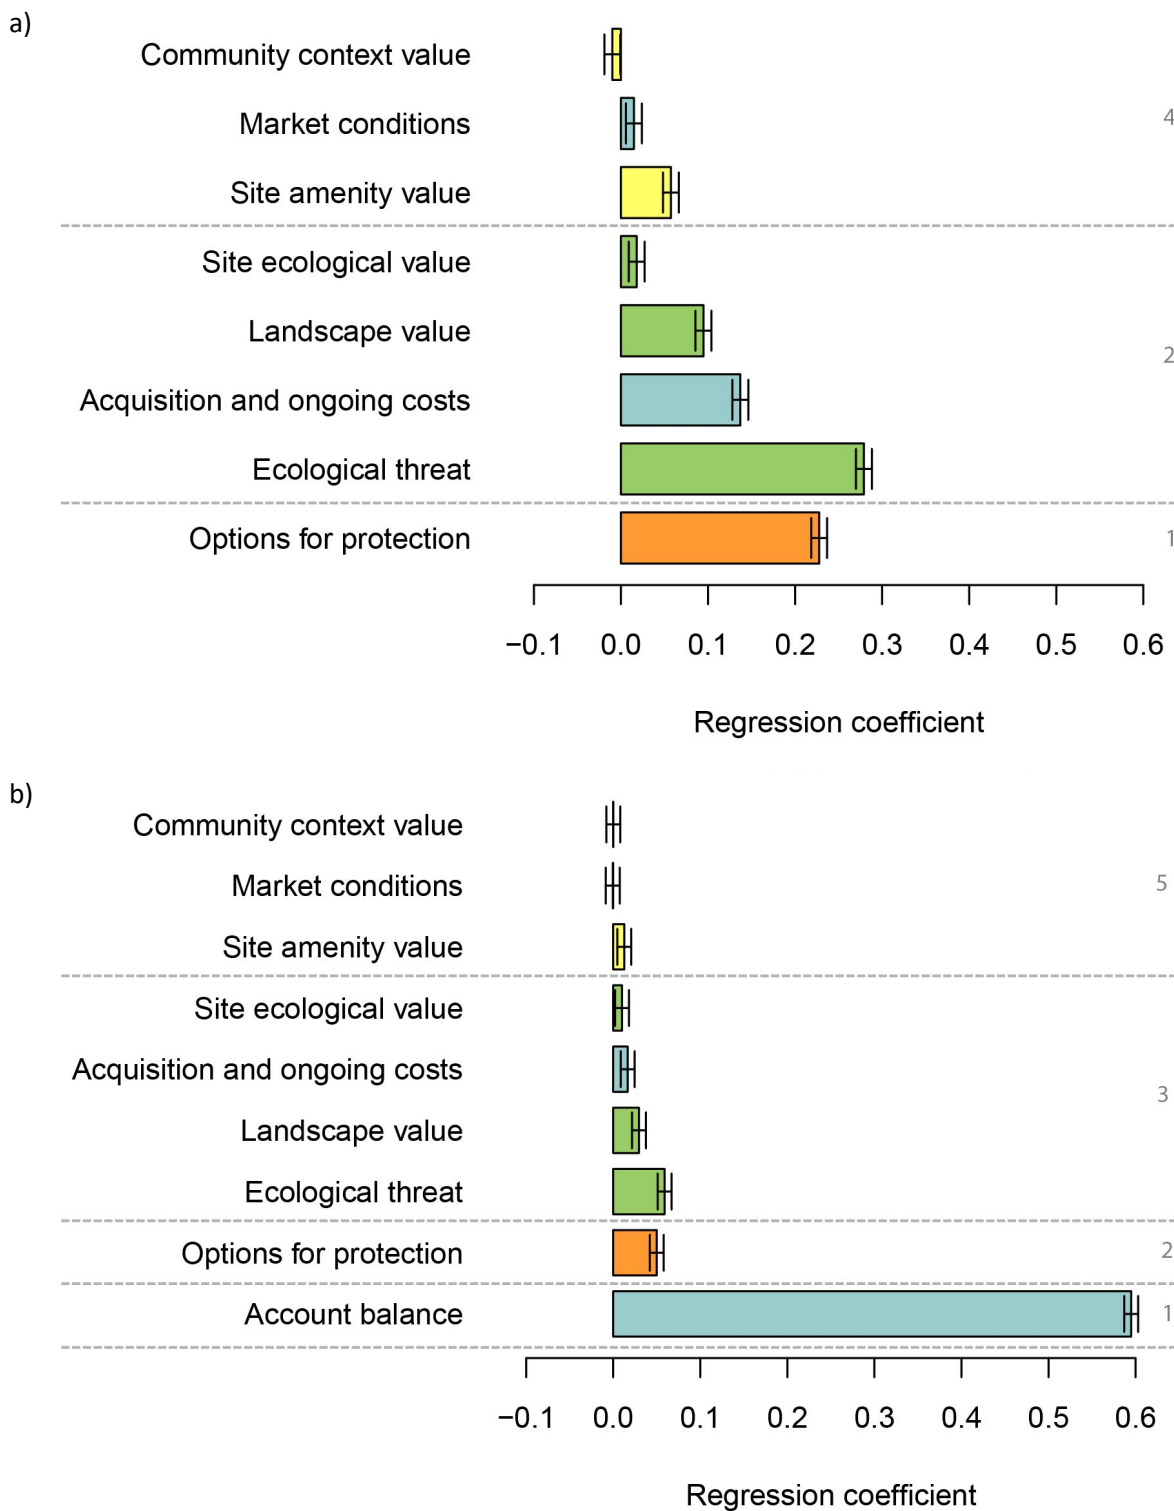 a)
Community context value
Market conditions
4
Site amenity value
Site ecological value
Landscape value
2
Acquisition and ongoing costs
Ecological threat
Options for protection
1
−0.1 0.0 0.1 0.2 0.3 0.4 0.5 0.6
Regression coefficient
b)
Community context value
Market conditions
5
Site amenity value
Site ecological value
Acquisition and ongoing costs
3
Landscape value
Ecological threat
Options for protection
2
Account balance
1
−0.1 0.0 0.1 0.2 0.3 0.4 0.5 0.6
Regression coefficient